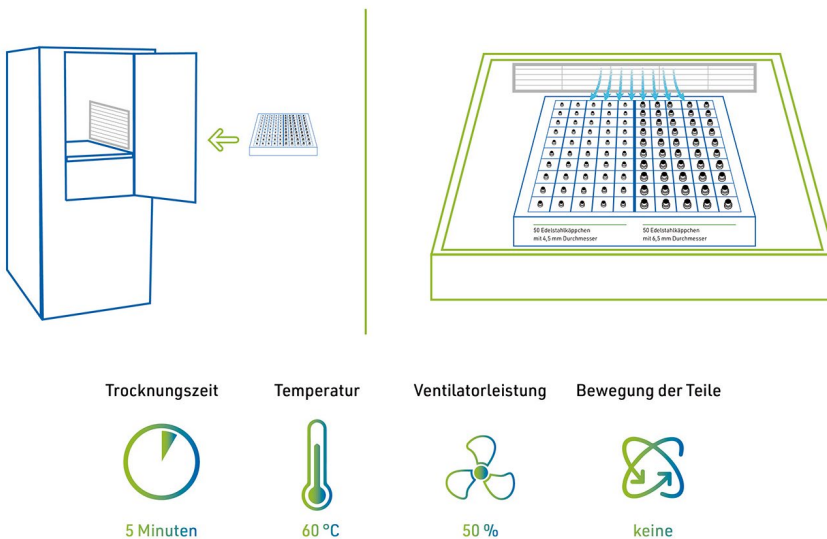 50 Edelstahlkäppchen
mit 4,5 mm Durchmesser
50 Edelstahlkäppchen
mit 6,5 mm Durchmesser
Trocknungszeit
Temperatur
Ventilatorleistung
Bewegung der Teile
5 Minuten
60 °C
50 %
keine